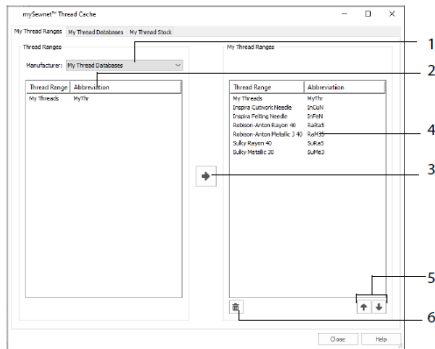 mySewnet™ Thread Cache
My Thread Ranges My Thread Databases My Thread Stock
Thread Ranges
Manufacturer: My Thread Databases
Thread Range Abbreviation
My Threads MyThr
My Thread Ranges
Thread Range Abbreviation
My Threads MyThr
Inspira Cutwork Needle InCuN
Inspira Felting Needle InFeN
Robison-Anton Rayon 40 RaRa5
Robison-Anton Metallic J 40 RaM35
Sulky Rayon 40 SuRa5
Sulky Metallic 30 SuMe3
Close Help
1
2
3
4
5
6